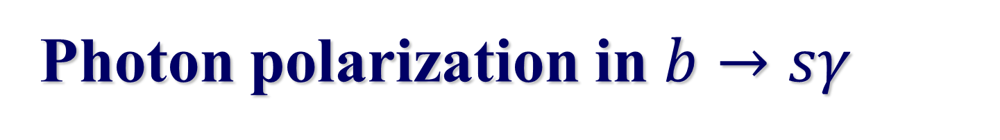 Photon polarization in 𝑏 → 𝑠𝛾